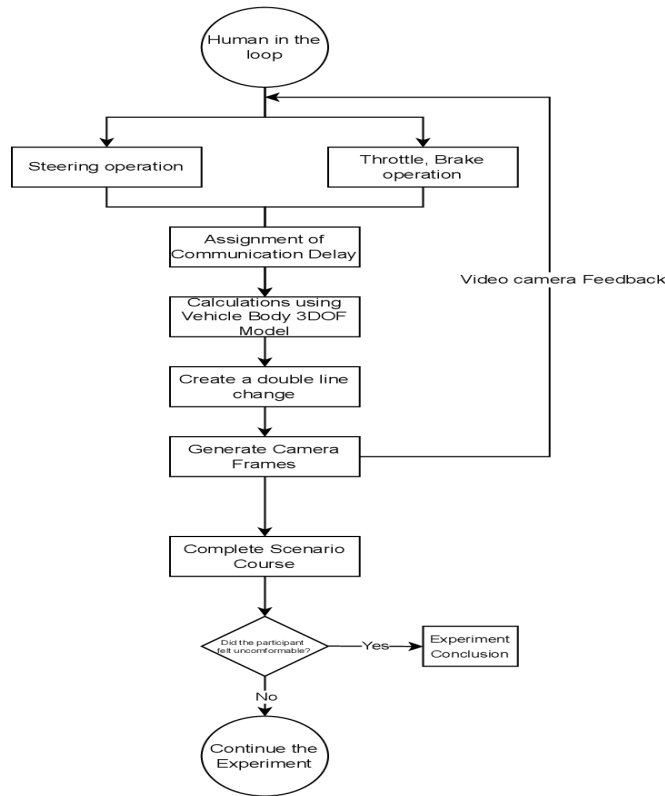 Human in the
loop
Steering operation
Throttle, Brake
operation
Assignment of
Communication Delay
Video camera Feedback
Calculations using
Vehicle Body 3DOF
Model
Create a double line
change
Generate Camera
Frames
Complete Scenario
Course
Did the participant
felt uncomformable?
Yes
Experiment
Conclusion
No
Continue the
Experiment